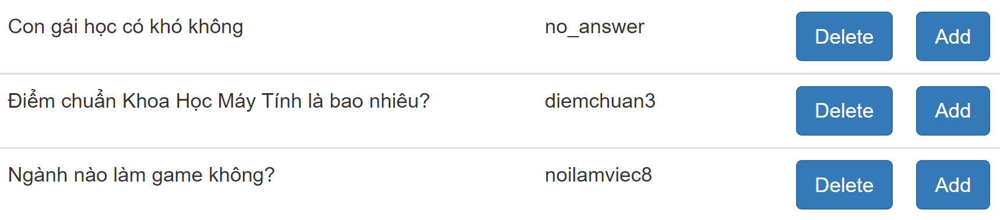 Con gái học có khó không no_answer Delete Add
Điểm chuẩn Khoa Học Máy Tính là bao nhiêu? diemchuan3 Delete Add
Ngành nào làm game không? noilamviec8 Delete Add